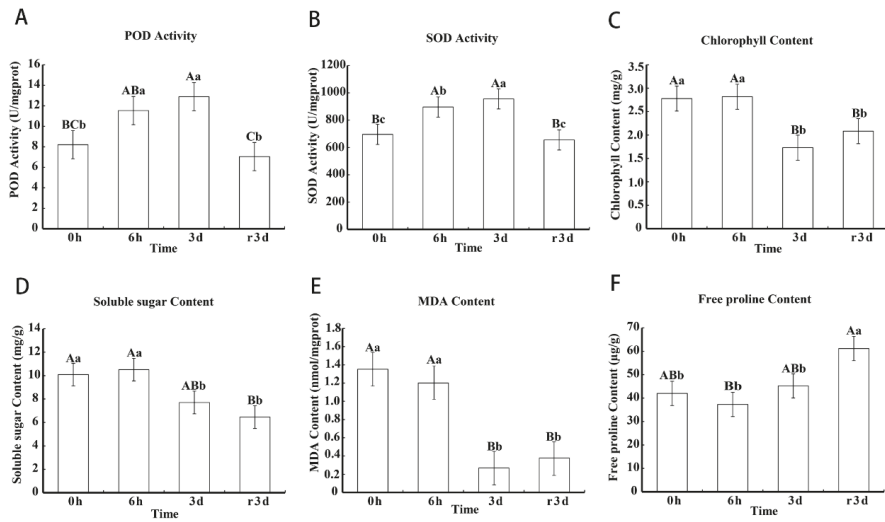 A
POD Activity
POD Activity (U/mgprot)
16
14
12
10
8
6
4
2
0
BCb
ABa
Aa
Cb
0h
6h
3d
r3d
Time
B
SOD Activity
SOD Activity (U/mgprot)
1200
1000
800
600
400
200
0
Bc
Ab
Aa
Bc
0h
6h
3d
r3d
Time
C
Chlorophyll Content
Chlorophyll Content (mg/g)
3.5
3.0
2.5
2.0
1.5
1.0
0.5
0
Aa
Aa
Bb
Bb
0h
6h
3d
r3d
Time
D
Soluble sugar Content
Soluble sugar Content (mg/g)
14
12
10
8
6
4
2
0
Aa
Aa
ABb
Bb
0h
6h
3d
r3d
Time
E
MDA Content
MDA Content (nmol/mgprot)
1.8
1.6
1.4
1.2
1.0
0.8
0.6
0.4
0.2
0
Aa
Aa
Bb
Bb
0h
6h
3d
r3d
Time
F
Free proline Content
Free proline Content (μg/g)
70
60
50
40
30
20
10
0
ABb
Bb
ABb
Aa
0h
6h
3d
r3d
Time